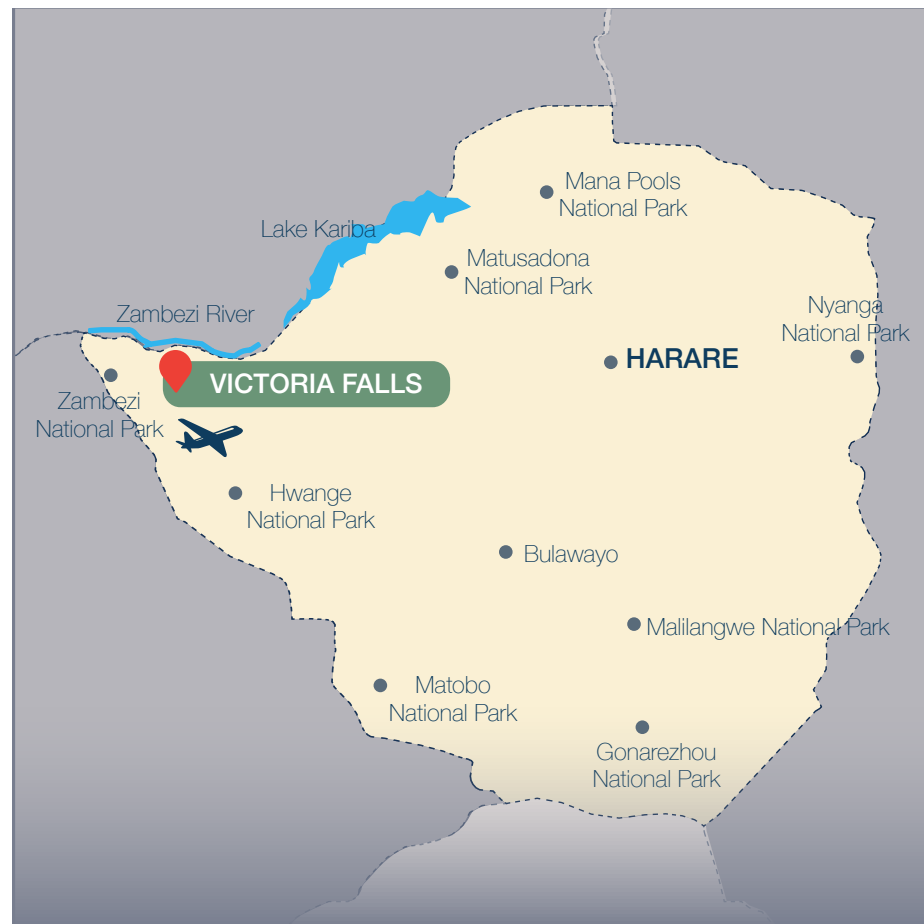 Mana Pools
National Park
Lake Kariba
Matusadona
National Park
Nyanga
National Park
Zambezi River
HARARE
VICTORIA FALLS
Zambezi
National Park
Hwange
National Park
Bulawayo
Malilangwe National Park
Matobo
National Park
Gonarezhou
National Park